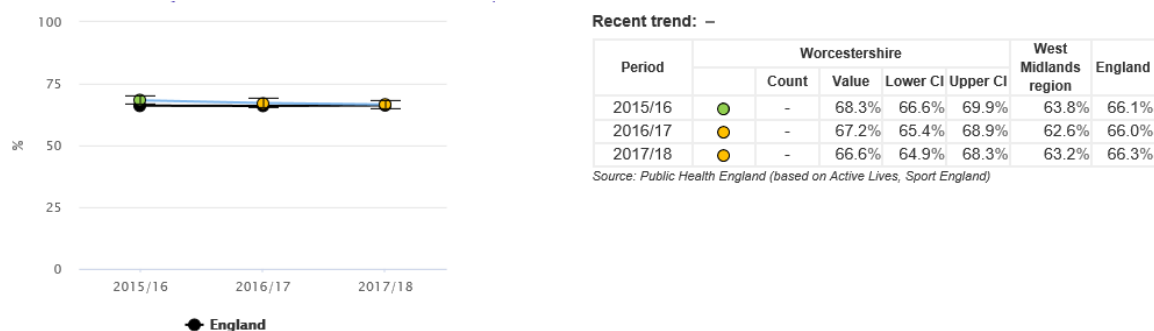 100
75
50
25
0
%
2015/16 2016/17 2017/18
England
Recent trend: –
Period Worcestershire West Midlands region England
Count Value Lower CI Upper CI
2015/16 - 68.3% 66.6% 69.9% 63.8% 66.1%
2016/17 - 67.2% 65.4% 68.9% 62.6% 66.0%
2017/18 - 66.6% 64.9% 68.3% 63.2% 66.3%
Source: Public Health England (based on Active Lives, Sport England)